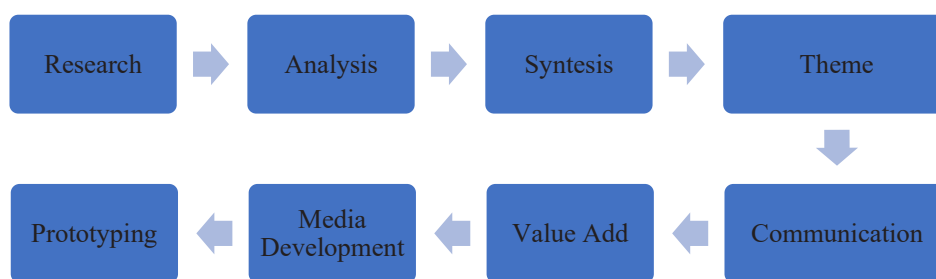 Research
Analysis
Syntesis
Theme
Communication
Value Add
Media
Development
Prototyping